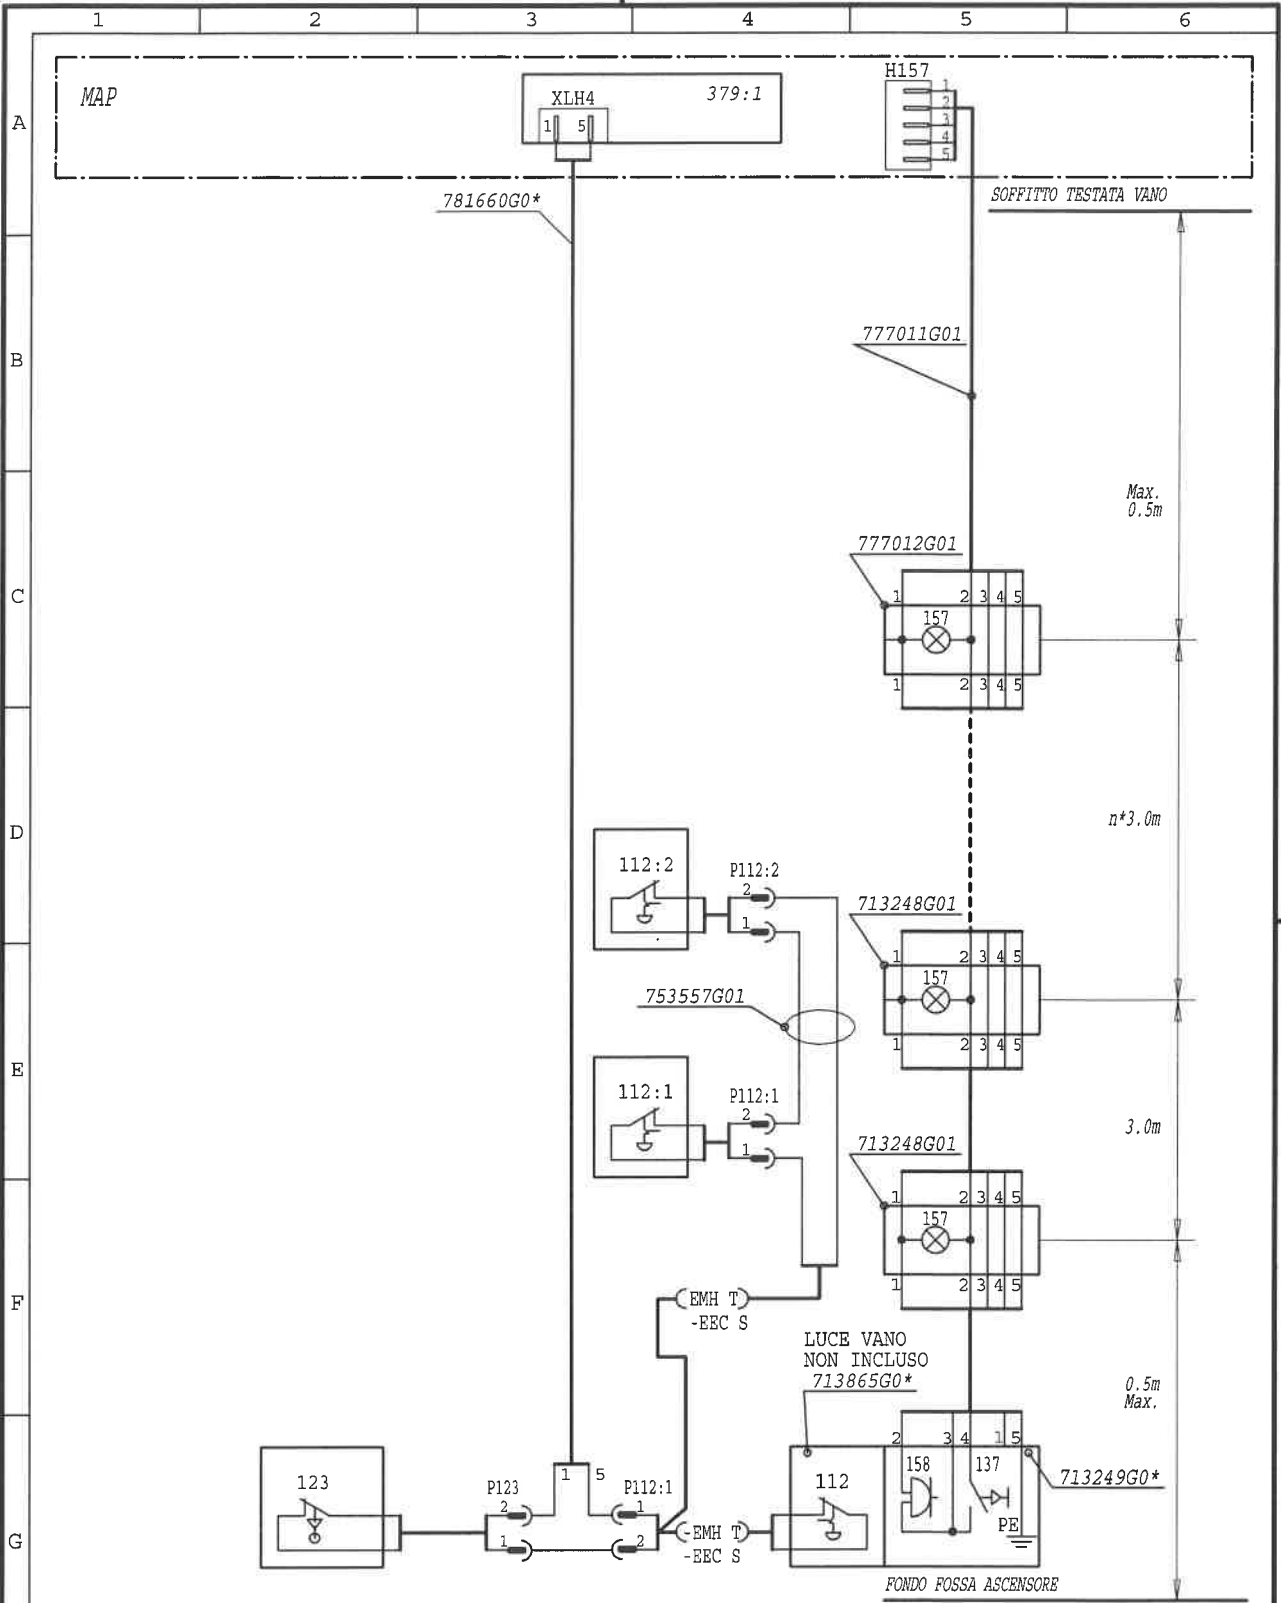 1 2 3 4 5 6
A
B
C
D
E
F
G
MAP
XLH4
379:1
1 5
H157
1
2
3
4
5
781660G0*
SOFFITTO TESTATA VANO
777011G01
Max.
0.5m
777012G01
1 2 3 4 5
157
1 2 3 4 5
n*3.0m
112:2
P112:2
2
1
713248G01
1 2 3 4 5
157
1 2 3 4 5
753557G01
112:1
P112:1
2
1
3.0m
713248G01
1 2 3 4 5
157
1 2 3 4 5
EMH T
-EEC S
LUCE VANO
NON INCLUSO
713865G0*
0.5m
Max.
2 3 4 1 5
158 137
PE
713249G0*
112
123
P123
2
1
1 5
P112:1
1
2
-EMH T
-EEC S
FONDO FOSSA ASCENSORE